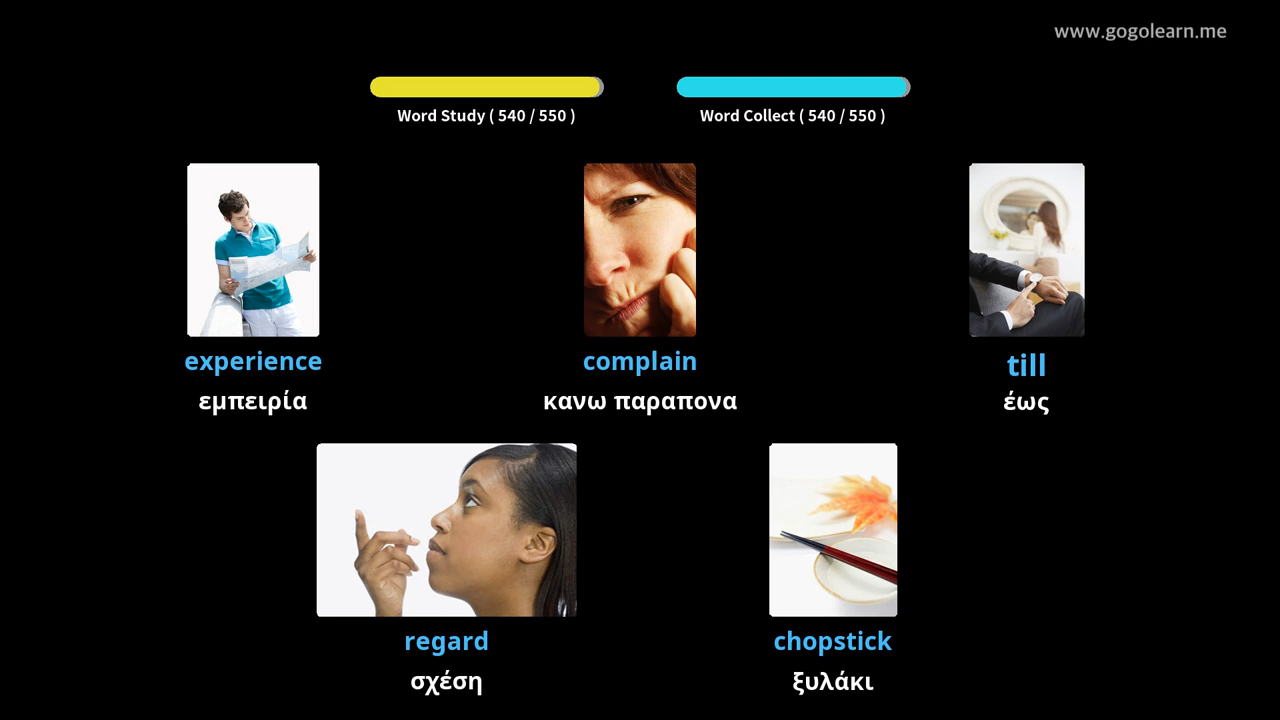 www.gogolearn.me
Word Study ( 540 / 550 )
Word Collect ( 540 / 550 )
experience
complain
till
εμπειρία
κανω παραπονα
έως
regard
chopstick
σχέση
ξυλάκι